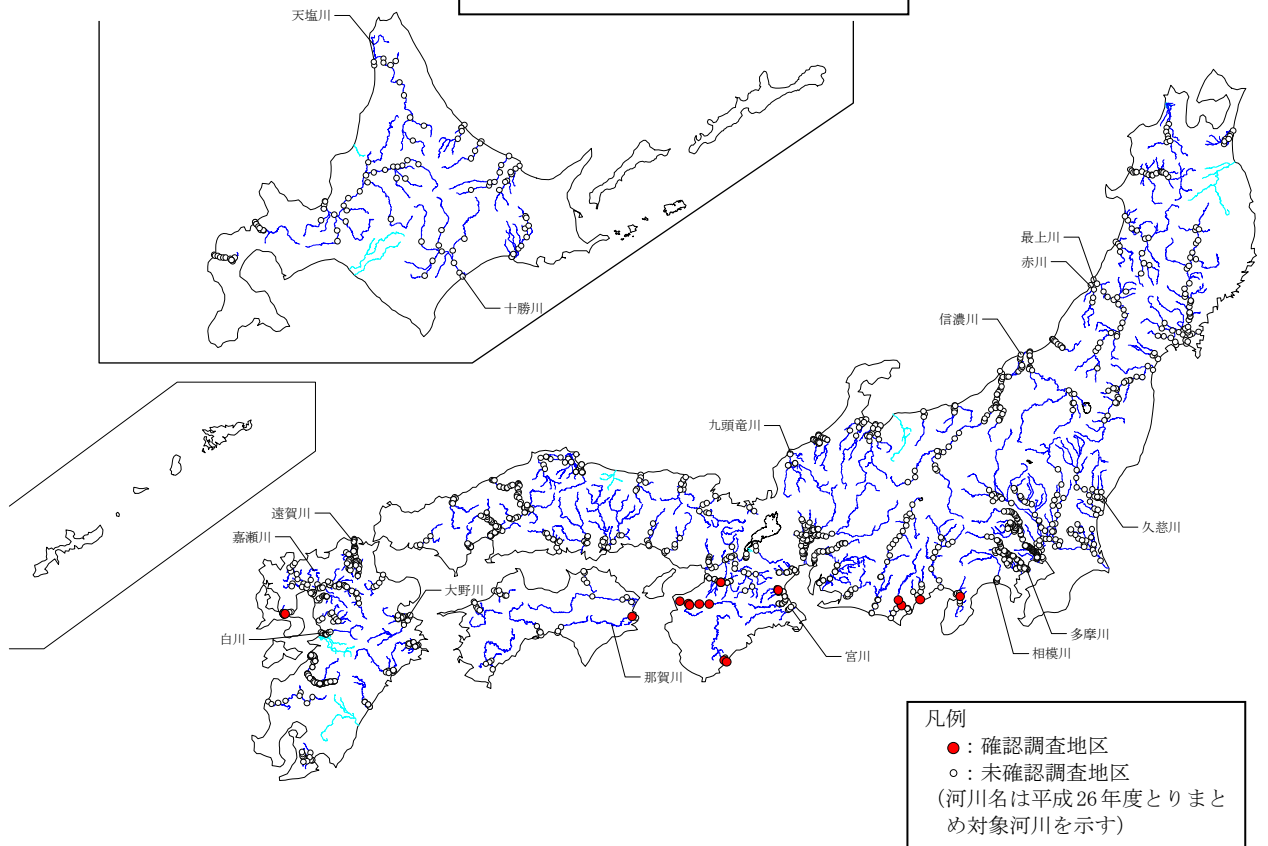 天塩川
十勝川
最上川
赤川
信濃川
九頭竜川
久慈川
遠賀川
嘉瀬川
大野川
白川
那賀川
宮川
多摩川
相模川
凡例
●：確認調査地区
○：未確認調査地区
(河川名は平成26年度とりまと
め対象河川を示す)